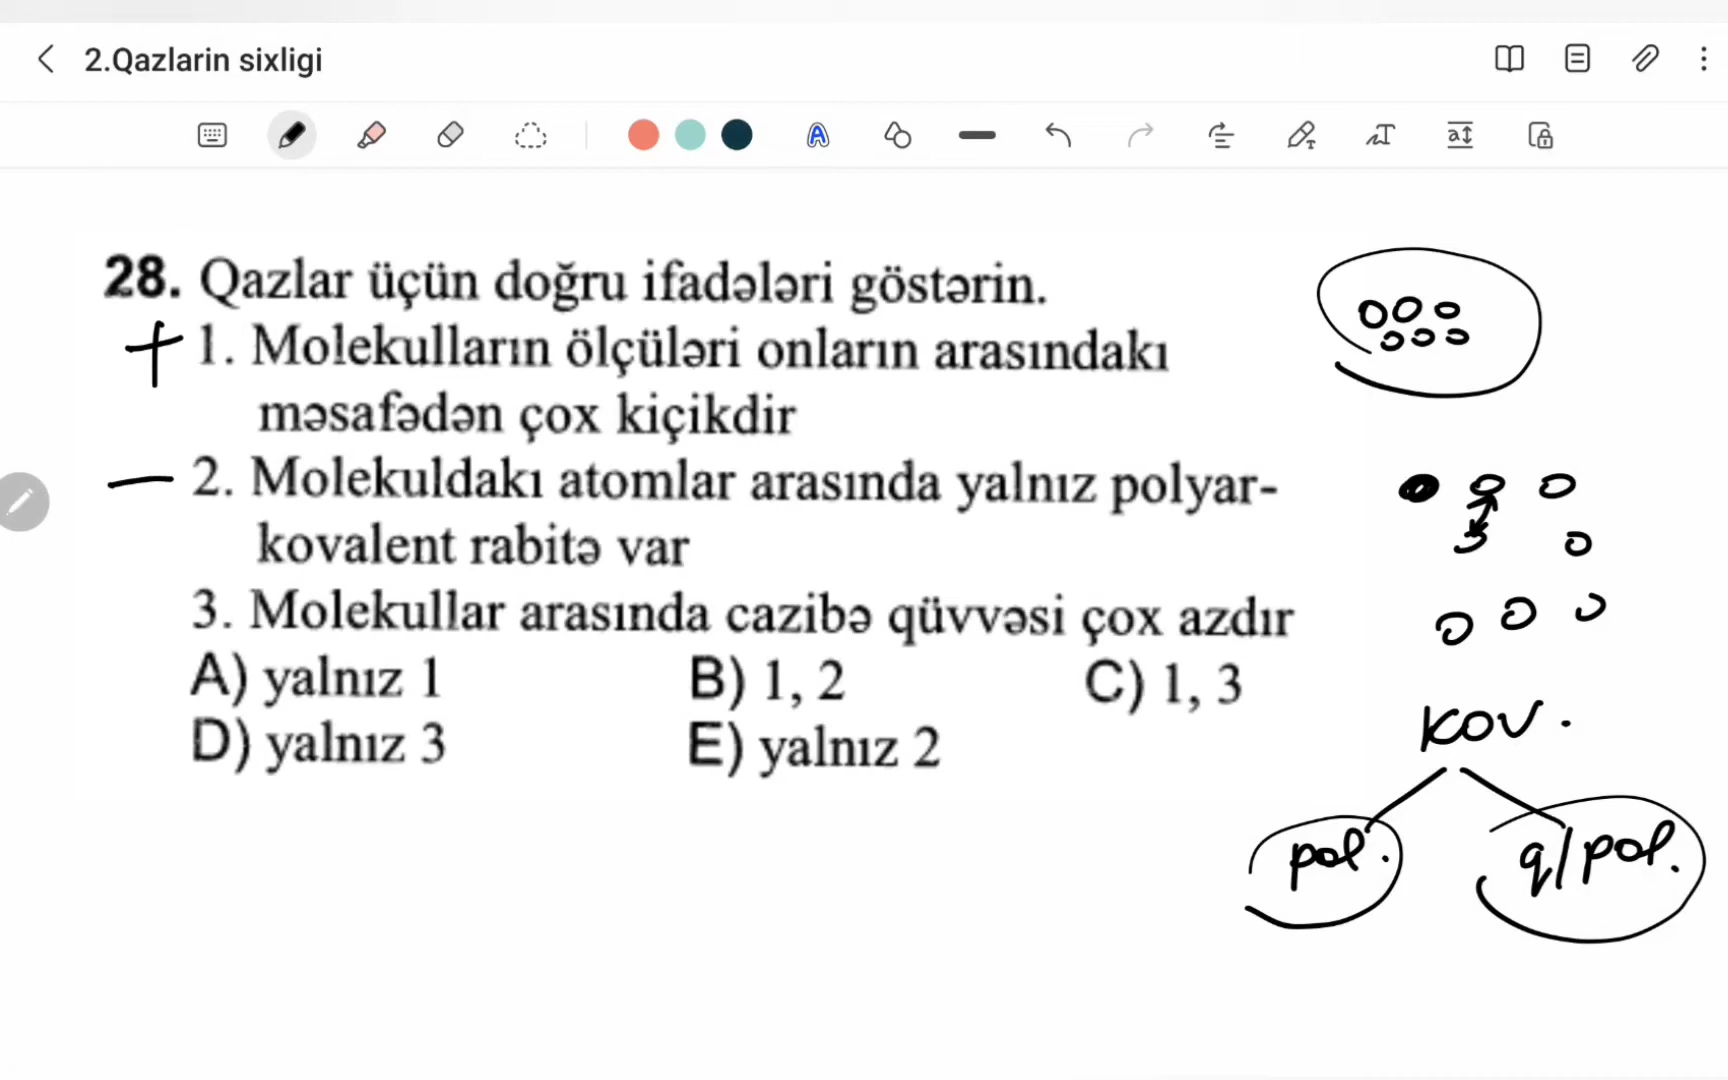 2.Qazlarin sixligi
28. Qazlar üçün doğru ifadələri göstərin.
+ 1. Molekulların ölçüləri onların arasındakı
məsafədən çox kiçikdir
— 2. Molekuldakı atomlar arasında yalnız polyar-
kovalent rabitə var
3. Molekullar arasında cazibə qüvvəsi çox azdır
A) yalnız 1 B) 1, 2 C) 1, 3
D) yalnız 3 E) yalnız 2
kov.
pol. q/pol.